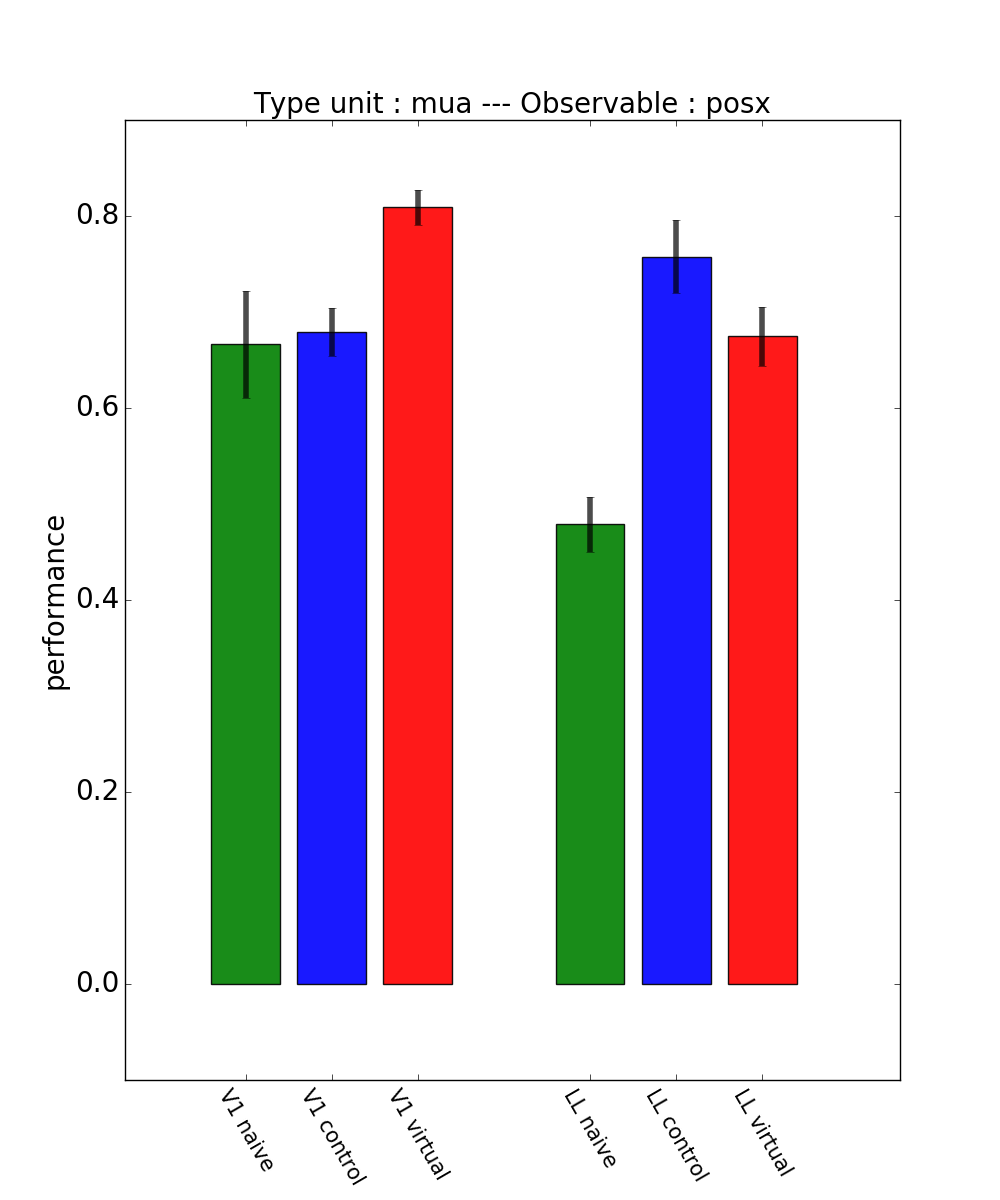 Type unit : mua --- Observable : posx
performance
0.8
0.6
0.4
0.2
0.0
V1 naive
V1 control
V1 virtual
LL naive
LL control
LL virtual